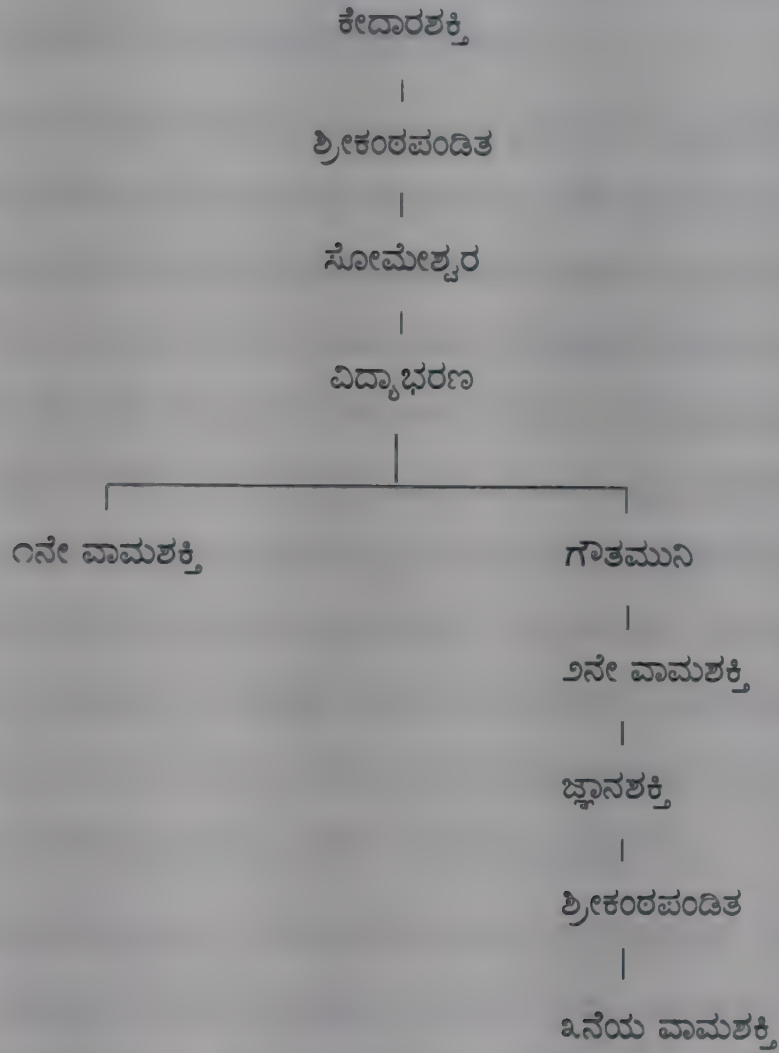 ಕೇದಾರಶಕ್ತಿ
ಶ್ರೀಕಂಠಪಂಡಿತ
ಸೋಮೇಶ್ವರ
ವಿದ್ಯಾಭರಣ
೧ನೇ ವಾಮಶಕ್ತಿ ಗೌತಮುನಿ
೨ನೇ ವಾಮಶಕ್ತಿ
ಜ್ಞಾನಶಕ್ತಿ
ಶ್ರೀಕಂಠಪಂಡಿತ
೩ನೆಯ ವಾಮಶಕ್ತಿ